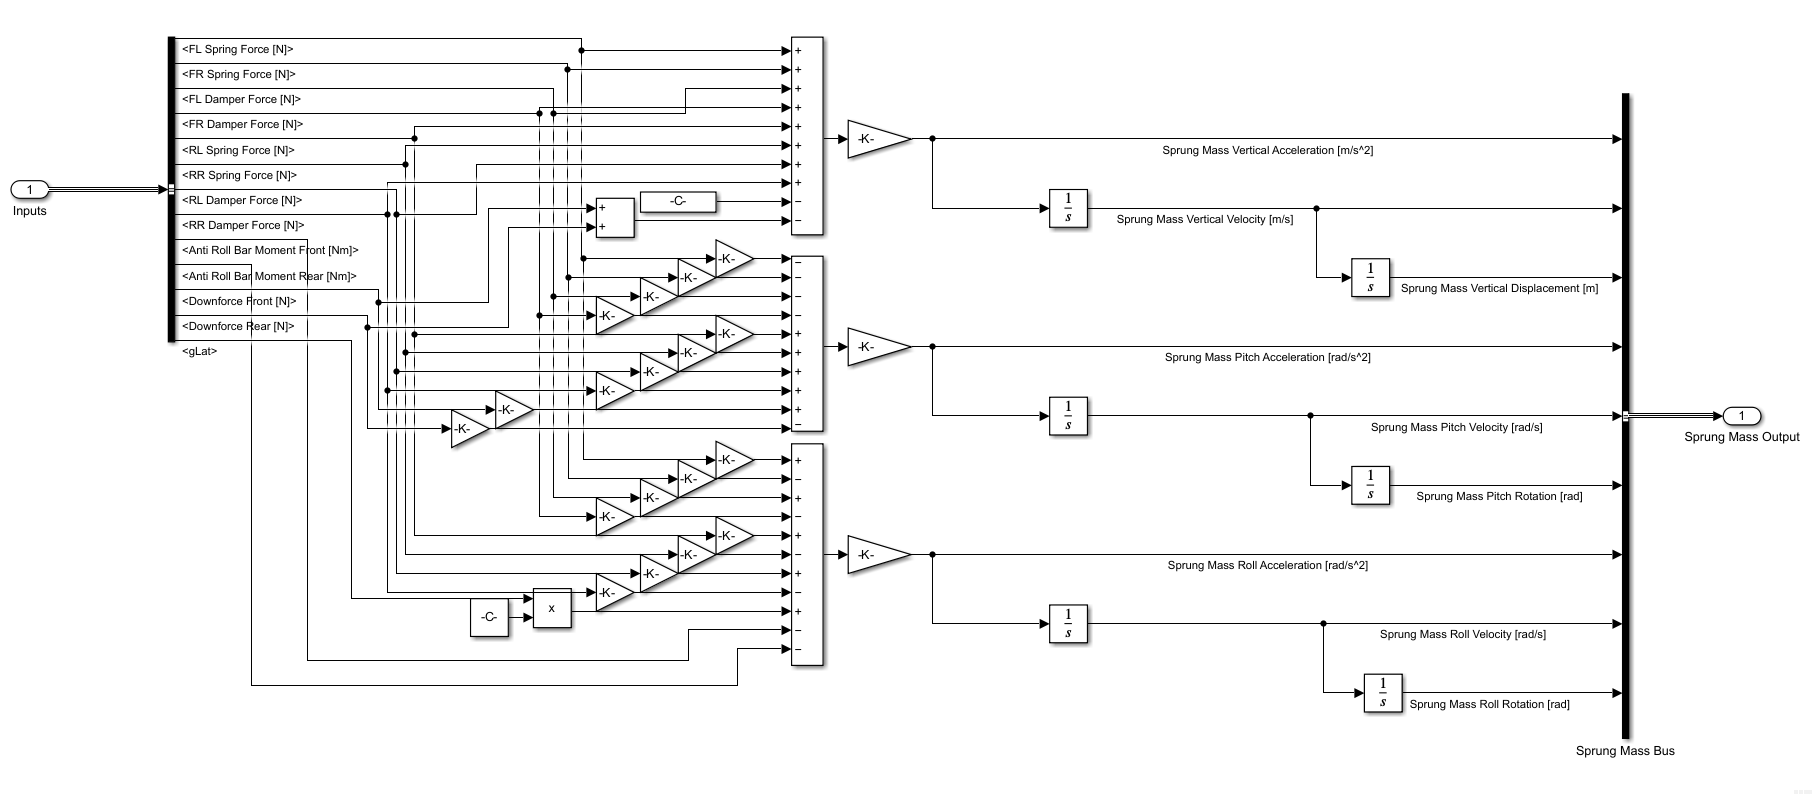 1
Inputs
<FL Spring Force [N]>
<FR Spring Force [N]>
<FL Damper Force [N]>
<FR Damper Force [N]>
<RL Spring Force [N]>
<RR Spring Force [N]>
<RL Damper Force [N]>
<RR Damper Force [N]>
<Anti Roll Bar Moment Front [Nm]>
<Anti Roll Bar Moment Rear [Nm]>
<Downforce Front [N]>
<Downforce Rear [N]>
<gLat>
+
+
+
+
+
+
+
+
−
−
+
+
-C-
-K-
-K-
-K-
-K-
-K-
-K-
-K-
-K-
-K-
-K-
−
−
−
−
+
+
+
+
+
−
-K-
-K-
-K-
-K-
-K-
-K-
-K-
-K-
-C-
x
+
−
+
−
+
−
+
−
+
−
−
-K-
Sprung Mass Vertical Acceleration [m/s^2]
1
s
Sprung Mass Vertical Velocity [m/s]
1
s
Sprung Mass Vertical Displacement [m]
-K-
Sprung Mass Pitch Acceleration [rad/s^2]
1
s
Sprung Mass Pitch Velocity [rad/s]
1
s
Sprung Mass Pitch Rotation [rad]
-K-
Sprung Mass Roll Acceleration [rad/s^2]
1
s
Sprung Mass Roll Velocity [rad/s]
1
s
Sprung Mass Roll Rotation [rad]
Sprung Mass Bus
1
Sprung Mass Output